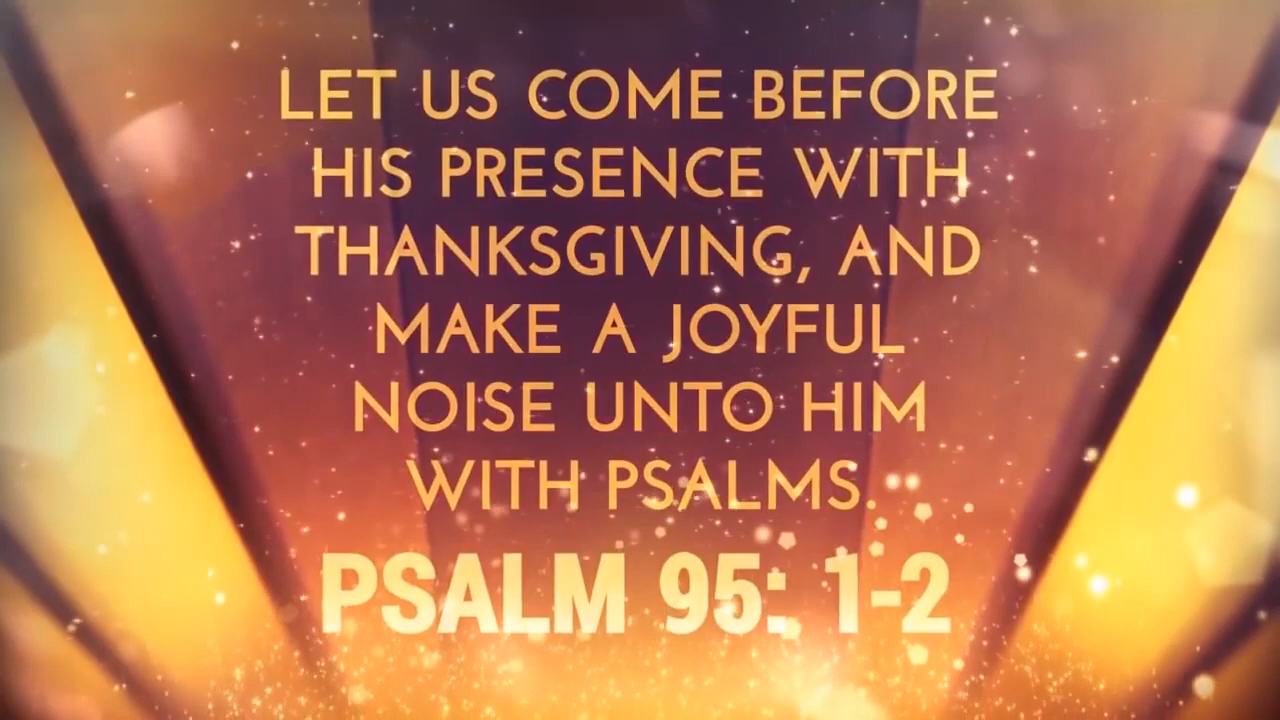 LET US COME BEFORE
HIS PRESENCE WITH
THANKSGIVING, AND
MAKE A JOYFUL
NOISE UNTO HIM
WITH PSALMS.
PSALM 95: 1-2